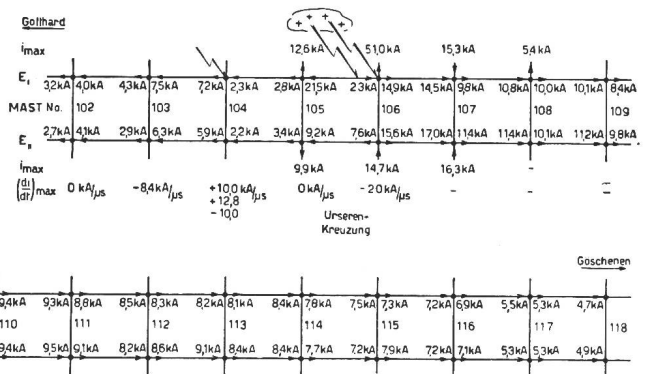 Gotthard
+ + + +
imax 12,6kA 51,0kA 15,3kA 5,4kA
E I 3,2kA 4,0kA 4,3kA 7,5kA 7,2kA 2,3kA 2,8kA 21,5kA 2,3kA 14,9kA 14,5kA 9,8kA 10,8kA 10,0kA 10,1kA 8,4kA
MAST No. 102 103 104 105 106 107 108 109
E II 2,7kA 4,1kA 2,9kA 6,3kA 5,9kA 2,2kA 3,4kA 9,2kA 7,6kA 15,6kA 17,0kA 11,4kA 11,4kA 10,1kA 11,2kA 9,8kA
imax 9,9kA 14,7kA 16,3kA -
(di/dt)max 0 kA/µs -8,4kA/µs +10,0 kA/µs 0kA/µs -20kA/µs - - -
+12,8
-10,0
Urseren-
Kreuzung
Goschenen
9,4kA 9,3kA 8,8kA 8,5kA 8,3kA 8,2kA 8,1kA 8,4kA 7,8kA 7,5kA 7,3kA 7,2kA 6,9kA 5,5kA 5,3kA 4,7kA
110 111 112 113 114 115 116 117 118
9,4kA 9,5kA 9,1kA 8,2kA 8,6kA 9,1kA 8,4kA 8,4kA 7,7kA 7,2kA 7,9kA 7,2kA 7,1kA 5,3kA 5,3kA 4,9kA